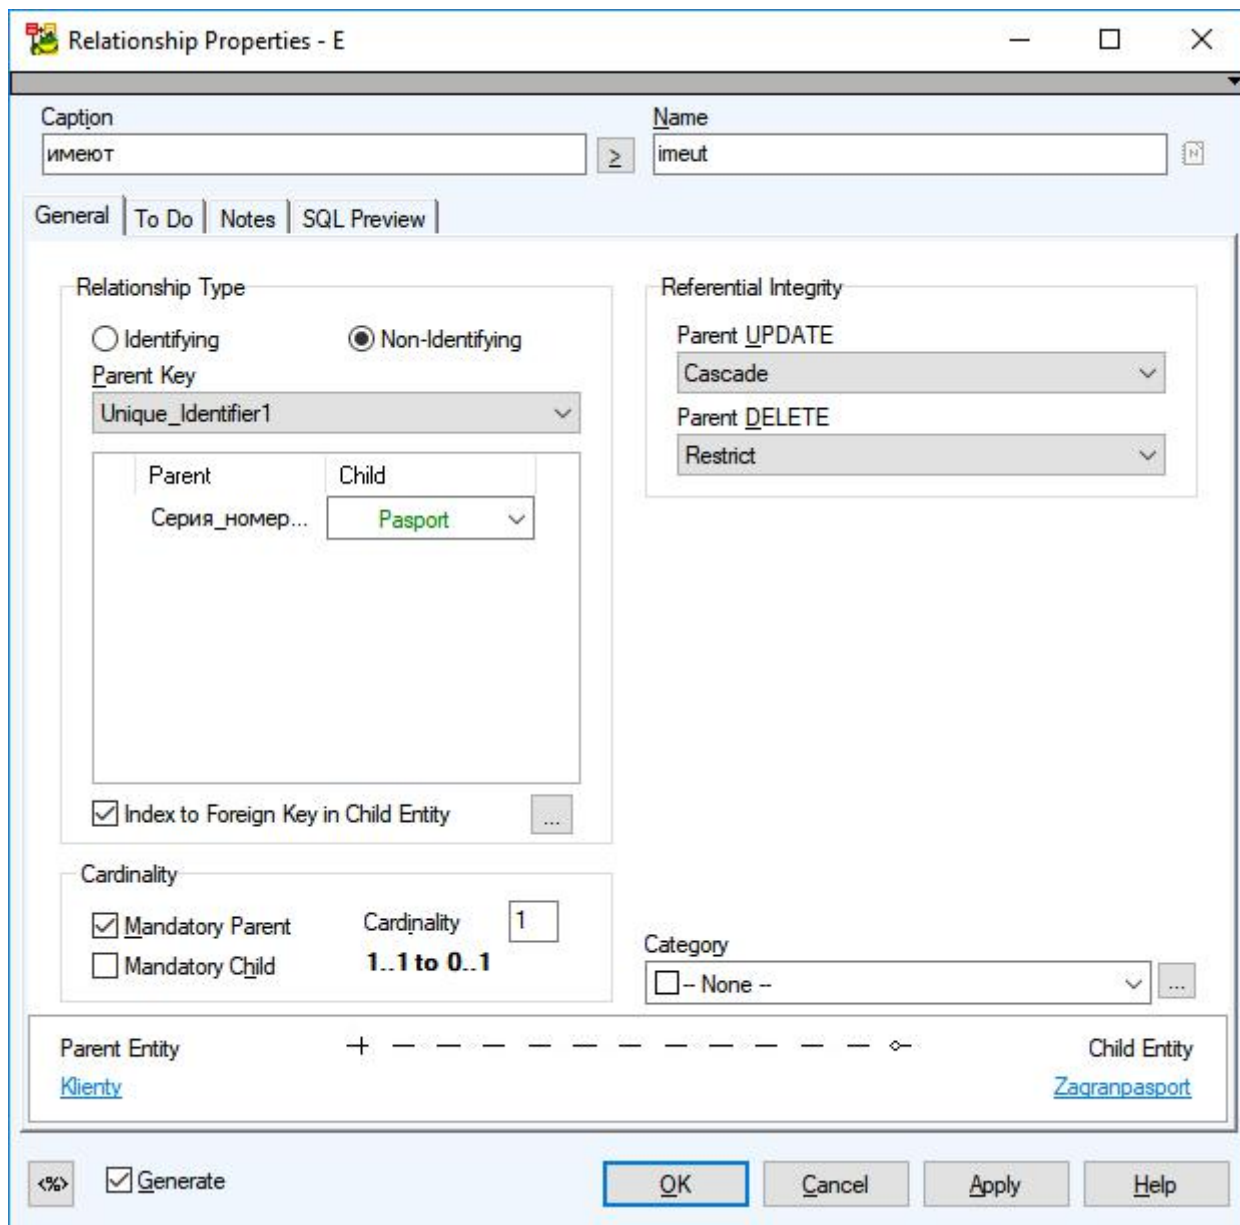 Relationship Properties - E
Caption
Name
имеют
>
imeut
General
To Do
Notes
SQL Preview
Relationship Type
Identifying
Non-Identifying
Parent Key
Unique_Identifier1
Parent
Child
Серия_номер...
Pasport
Index to Foreign Key in Child Entity
...
Referential Integrity
Parent UPDATE
Cascade
Parent DELETE
Restrict
Cardinality
Mandatory Parent
Cardinality
1
Mandatory Child
1..1 to 0..1
Category
-- None --
...
Parent Entity
Child Entity
Klienty
Zagranpasport
<%>
Generate
OK
Cancel
Apply
Help